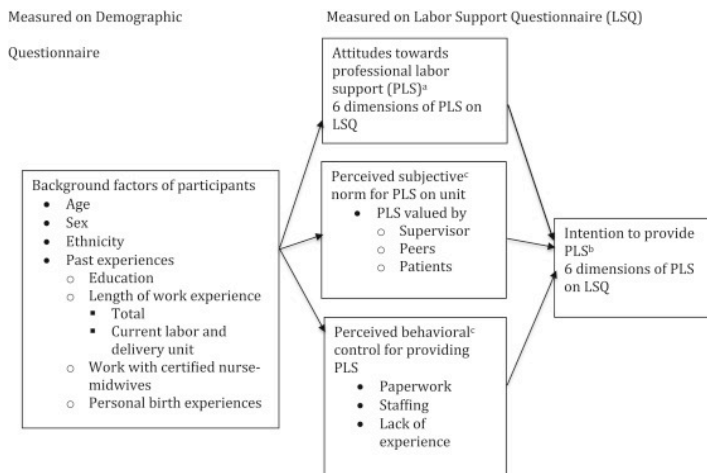 Measured on Demographic
Questionnaire
Measured on Labor Support Questionnaire (LSQ)
Background factors of participants
• Age
• Sex
• Ethnicity
• Past experiences
○ Education
○ Length of work experience
▪ Total
▪ Current labor and
delivery unit
○ Work with certified nurse-
midwives
○ Personal birth experiences
Attitudes towards
professional labor
support (PLS)ᵃ
6 dimensions of PLS on
LSQ
Perceived subjectiveᶜ
norm for PLS on unit
• PLS valued by
○ Supervisor
○ Peers
○ Patients
Perceived behavioralᶜ
control for providing
PLS
• Paperwork
• Staffing
• Lack of
experience
Intention to provide
PLSᵇ
6 dimensions of PLS
on LSQ